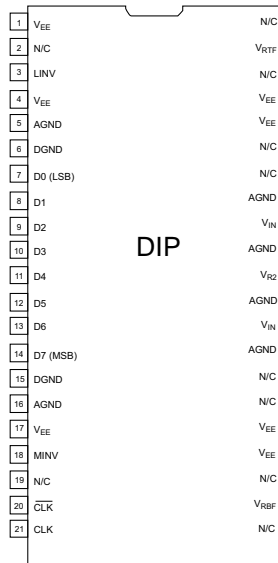 1 VEE N/C
2 N/C VRTF
3 LINV N/C
4 VEE VEE
5 AGND VEE
6 DGND N/C
7 D0 (LSB) N/C
8 D1 AGND
9 D2 VIN
10 D3 AGND
DIP
11 D4 VR2
12 D5 AGND
13 D6 VIN
14 D7 (MSB) AGND
15 DGND N/C
16 AGND N/C
17 VEE VEE
18 MINV VEE
19 N/C N/C
20 CLK VRBF
21 CLK N/C